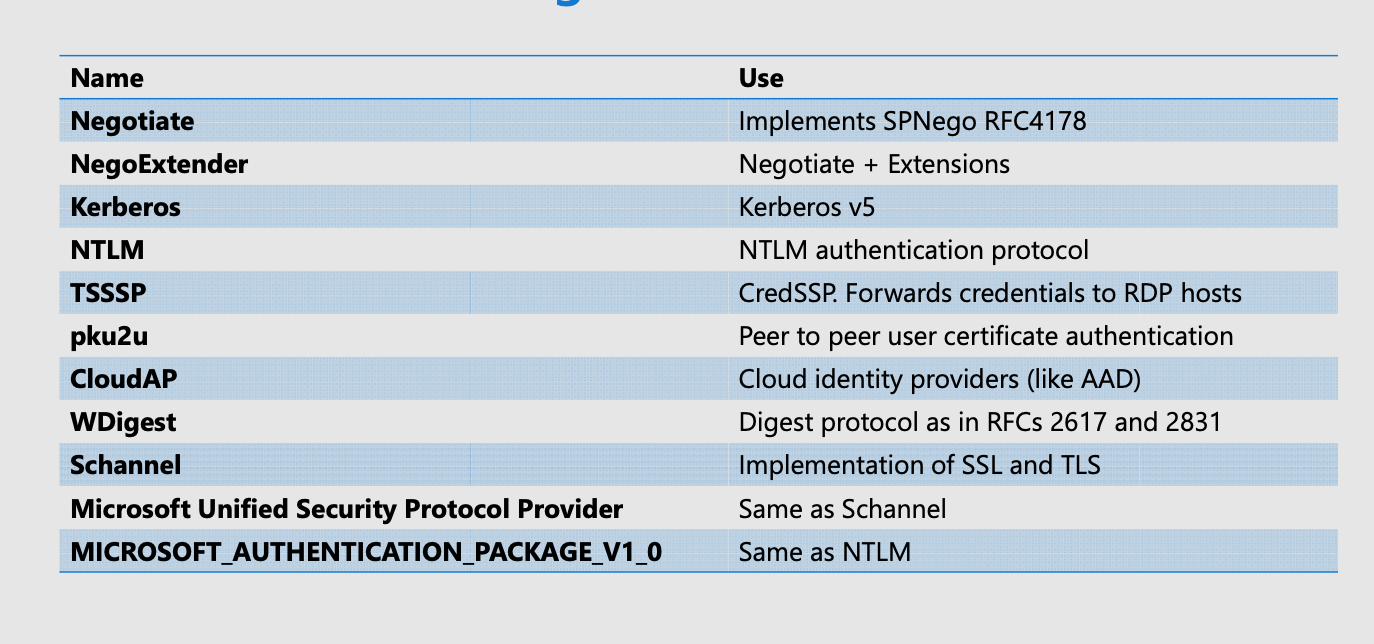 Name Use
Negotiate Implements SPNego RFC4178
NegoExtender Negotiate + Extensions
Kerberos Kerberos v5
NTLM NTLM authentication protocol
TSSSP CredSSP. Forwards credentials to RDP hosts
pku2u Peer to peer user certificate authentication
CloudAP Cloud identity providers (like AAD)
WDigest Digest protocol as in RFCs 2617 and 2831
Schannel Implementation of SSL and TLS
Microsoft Unified Security Protocol Provider Same as Schannel
MICROSOFT_AUTHENTICATION_PACKAGE_V1_0 Same as NTLM